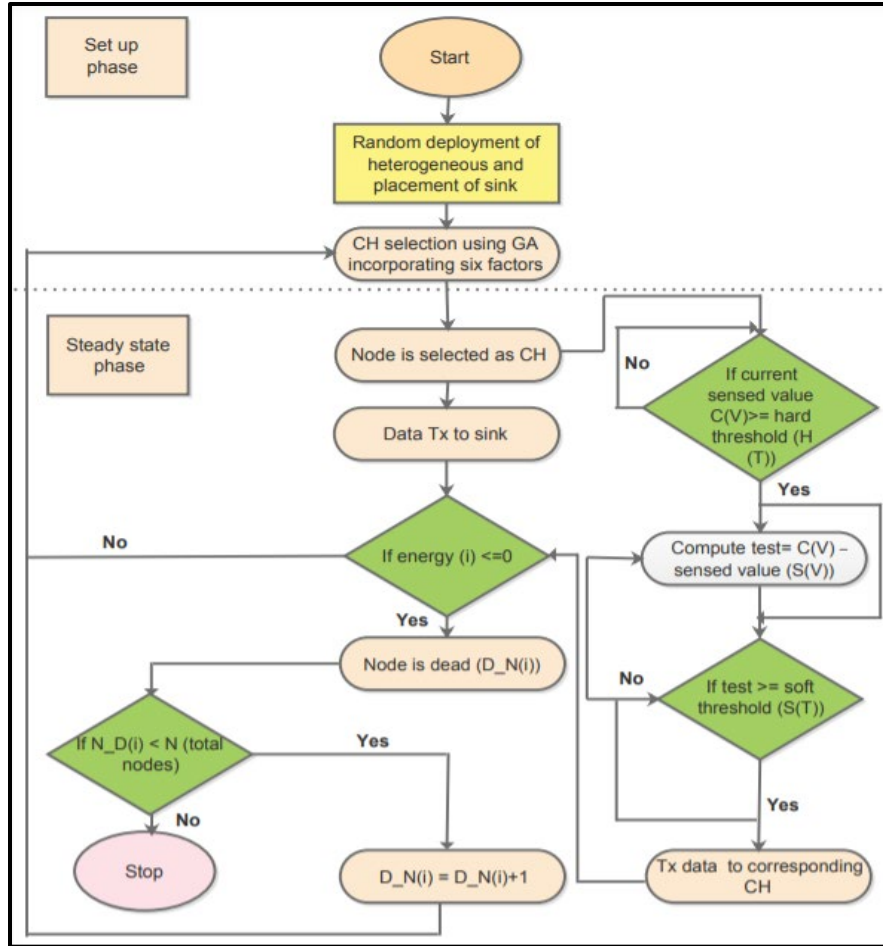 Set up
phase
Start
Random deployment of
heterogeneous and
placement of sink
CH selection using GA
incorporating six factors
Steady state
phase
Node is selected as CH
No
If current
sensed value
C(V)>= hard
threshold (H
(T))
Data Tx to sink
Yes
No
If energy (i) <=0
Compute test= C(V) –
sensed value (S(V))
Yes
Node is dead (D_N(i))
No
If test >= soft
threshold (S(T))
If N_D(i) < N (total
nodes)
Yes
Yes
No
Stop
D_N(i) = D_N(i)+1
Tx data to corresponding
CH